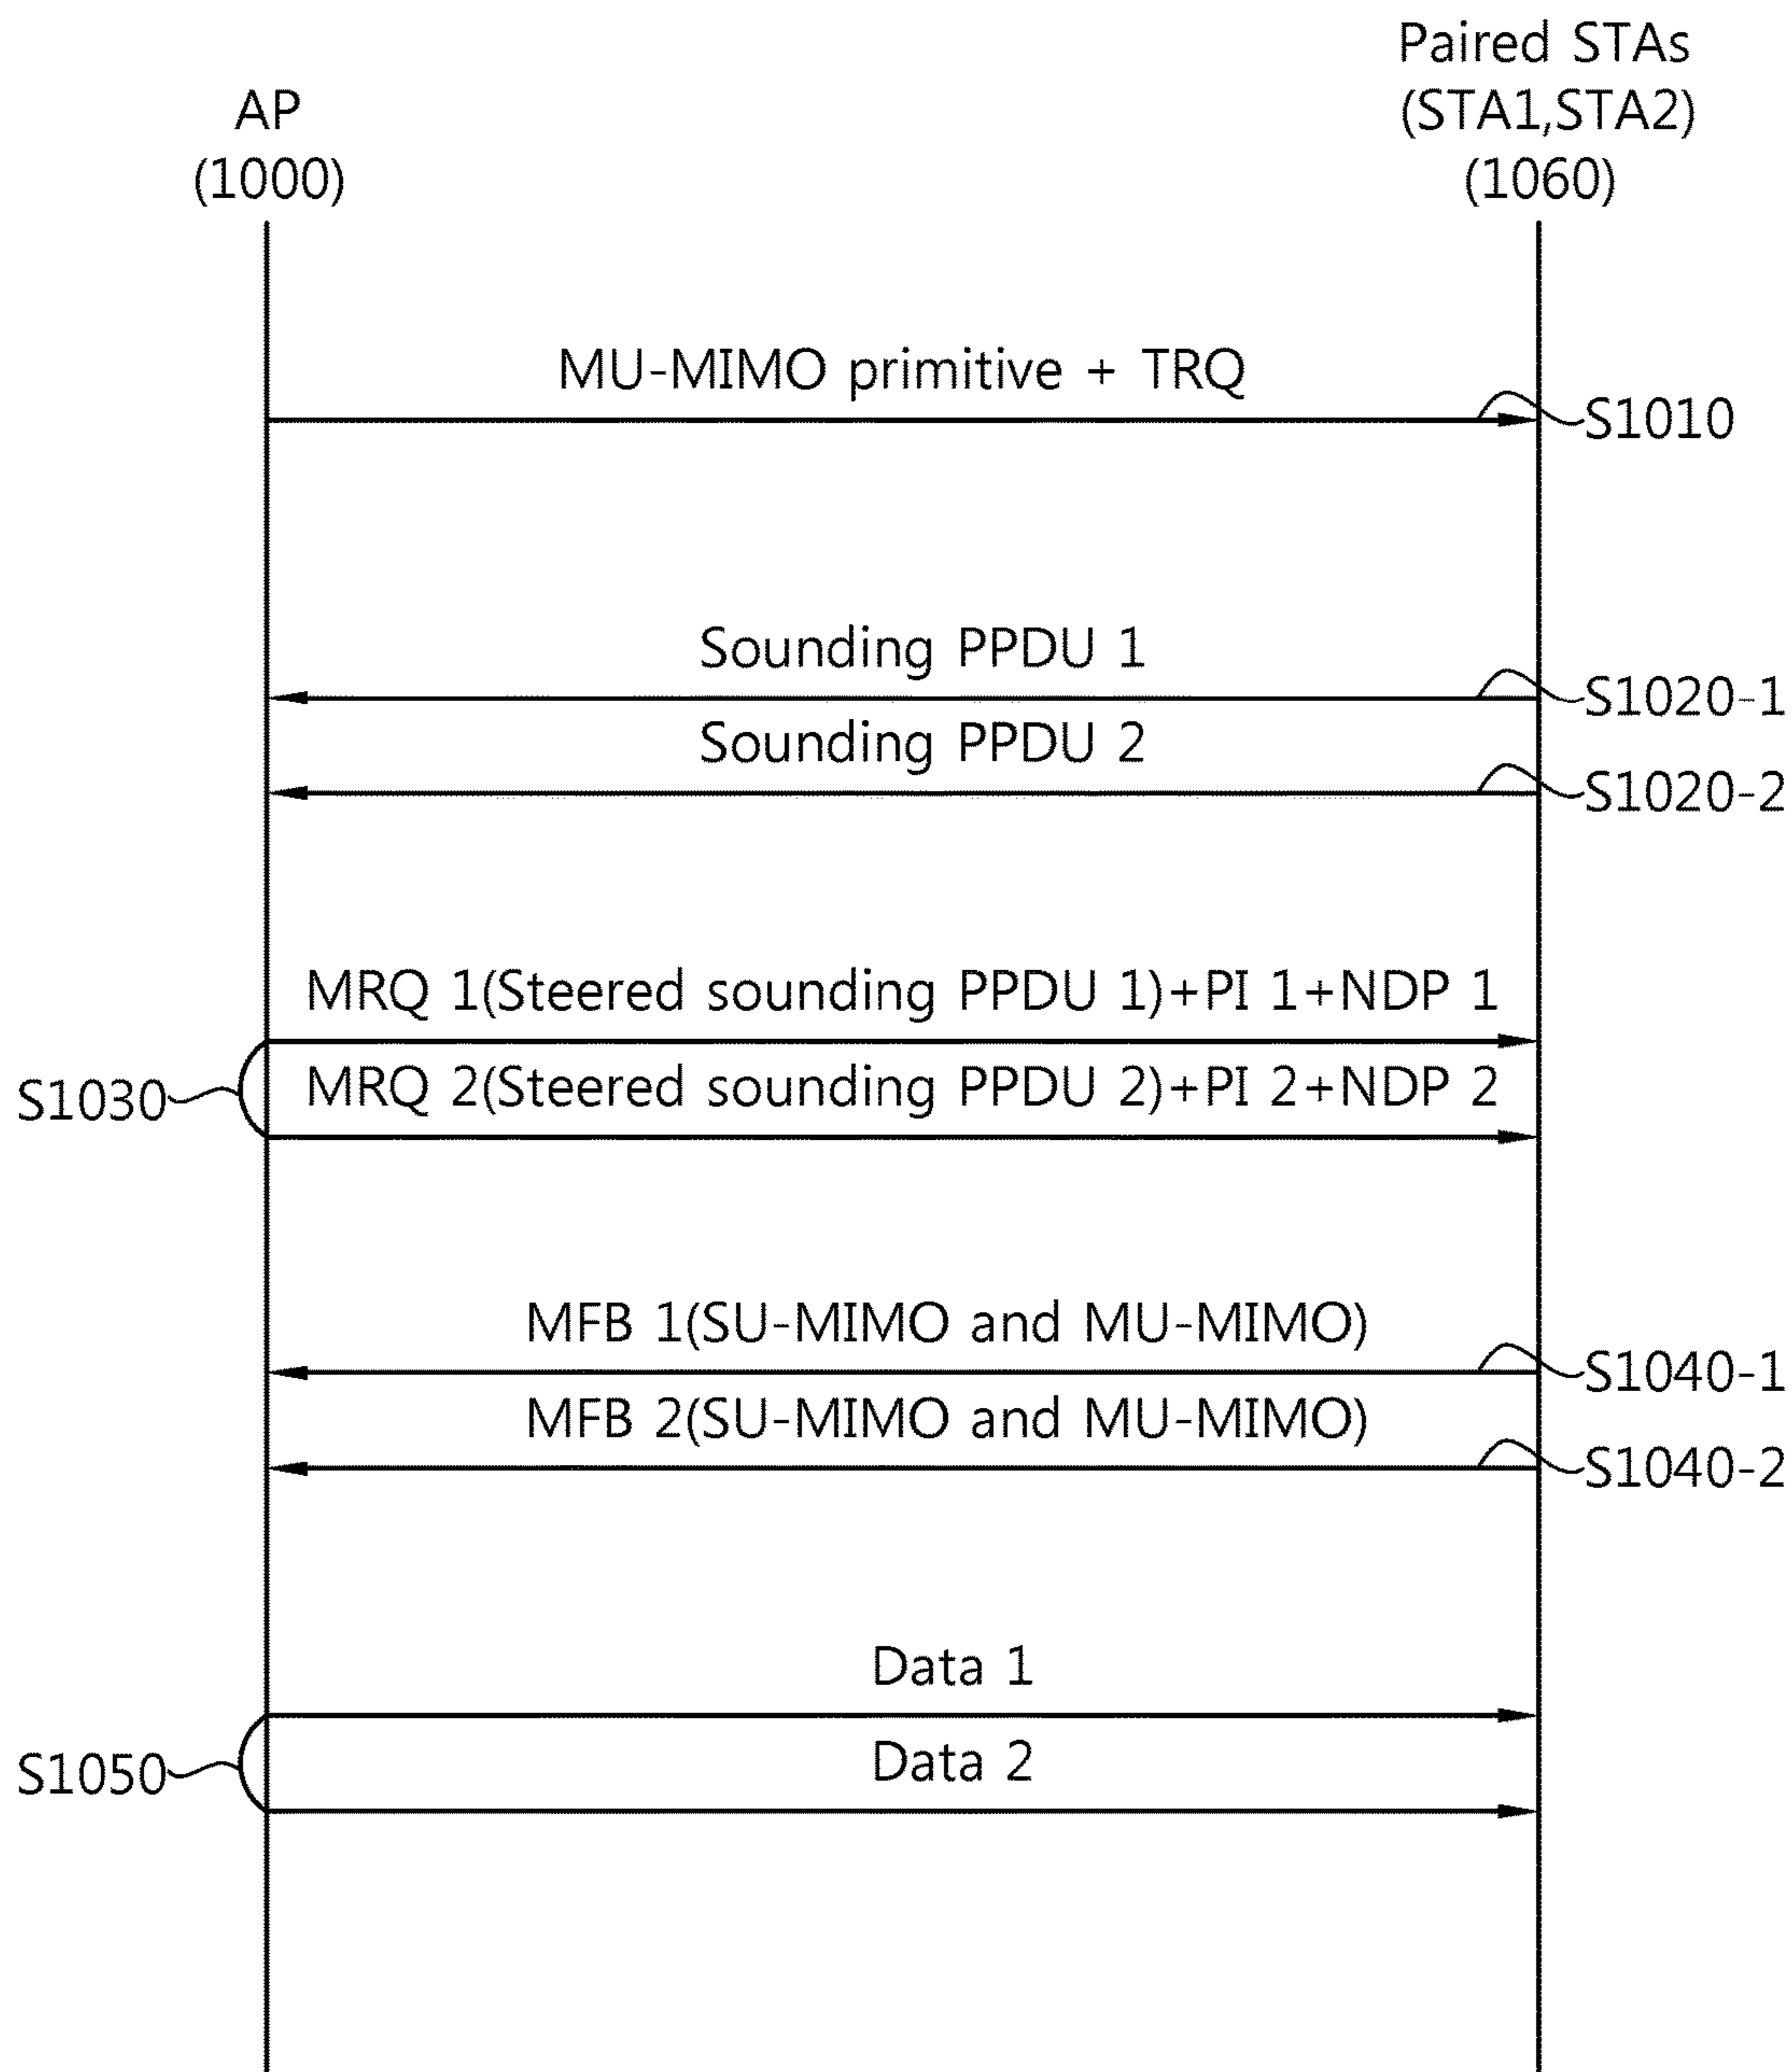 Paired STAs
AP
(STA1,STA2)
(1000)
(1060)
MU-MIMO primitive + TRQ
S1010
Sounding PPDU 1
S1020-1
Sounding PPDU 2
S1020-2
MRQ 1(Steered sounding PPDU 1)+PI 1+NDP 1
S1030
MRQ 2(Steered sounding PPDU 2)+PI 2+NDP 2
MFB 1(SU-MIMO and MU-MIMO)
S1040-1
MFB 2(SU-MIMO and MU-MIMO)
S1040-2
Data 1
S1050
Data 2